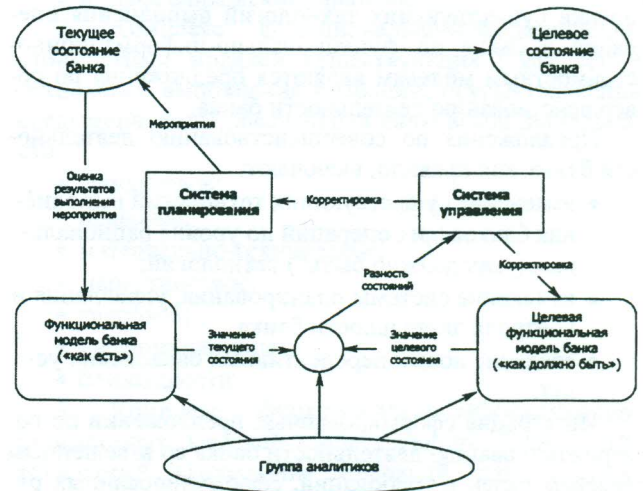 Текущее
состояние
банка
Целевое
состояние
банка
Мероприятия
Оценка
результатов
выполнения
мероприятия
Система
планирования
Корректировка
Система
управления
Разность
состояний
Корректировка
Функциональная
модель банка
(«как есть»)
Значение
текущего
состояния
Значение
целевого
состояния
Целевая
функциональная
модель банка
(«как должно быть»)
Группа аналитиков